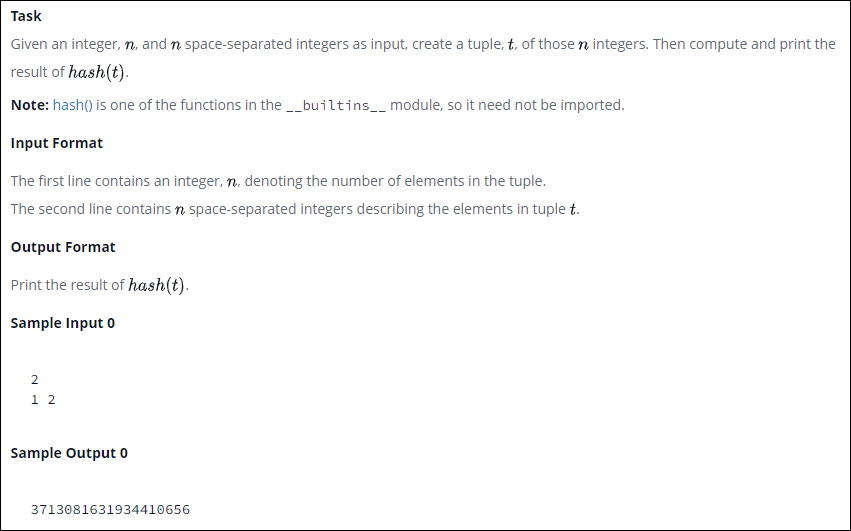 Task
Given an integer, n, and n space-separated integers as input, create a tuple, t, of those n integers. Then compute and print the
result of hash(t).
Note: hash() is one of the functions in the __builtins__ module, so it need not be imported.
Input Format
The first line contains an integer, n, denoting the number of elements in the tuple.
The second line contains n space-separated integers describing the elements in tuple t.
Output Format
Print the result of hash(t).
Sample Input 0
2
1 2
Sample Output 0
3713081631934410656